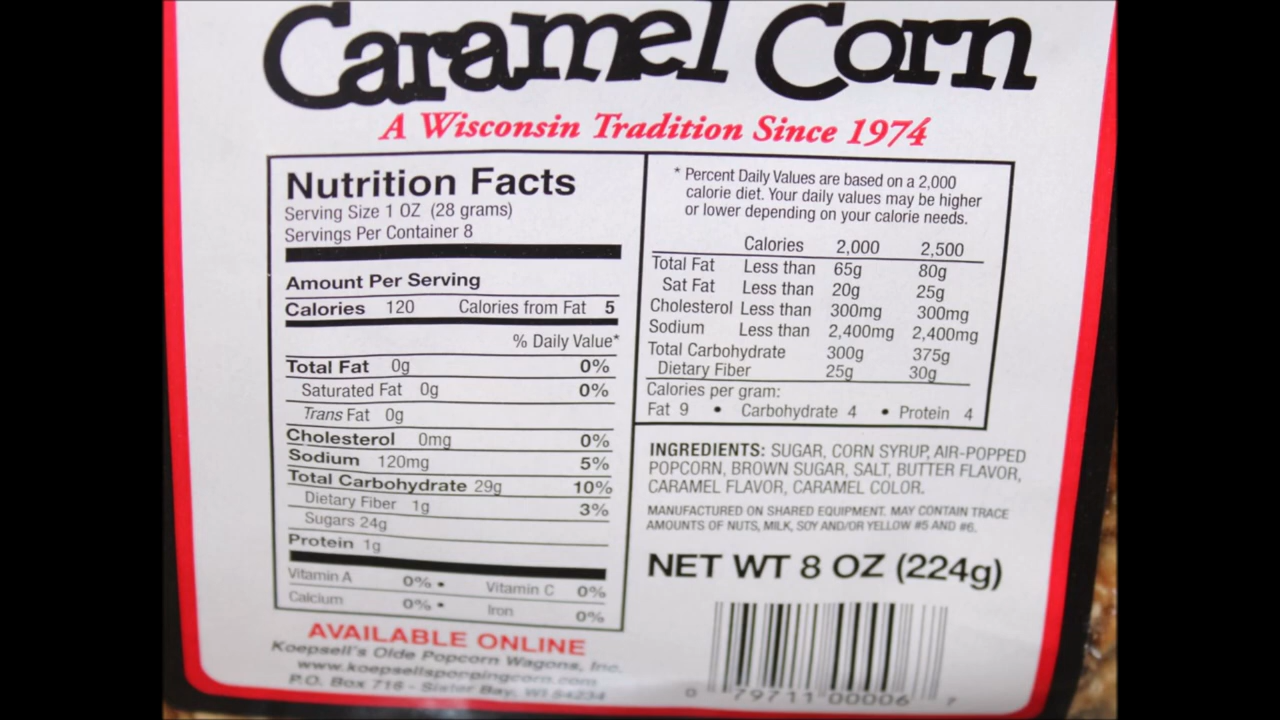 Caramel Corn
A Wisconsin Tradition Since 1974
Nutrition Facts
Serving Size 1 OZ (28 grams)
Servings Per Container 8
Amount Per Serving
Calories 120 Calories from Fat 5
% Daily Value*
Total Fat 0g 0%
Saturated Fat 0g 0%
Trans Fat 0g
Cholesterol 0mg 0%
Sodium 120mg 5%
Total Carbohydrate 29g 10%
Dietary Fiber 1g 3%
Sugars 24g
Protein 1g
Vitamin A 0% • Vitamin C 0%
Calcium 0% • Iron 0%
* Percent Daily Values are based on a 2,000
calorie diet. Your daily values may be higher
or lower depending on your calorie needs.
Calories 2,000 2,500
Total Fat Less than 65g 80g
Sat Fat Less than 20g 25g
Cholesterol Less than 300mg 300mg
Sodium Less than 2,400mg 2,400mg
Total Carbohydrate 300g 375g
Dietary Fiber 25g 30g
Calories per gram:
Fat 9 • Carbohydrate 4 • Protein 4
INGREDIENTS: SUGAR, CORN SYRUP, AIR-POPPED
POPCORN, BROWN SUGAR, SALT, BUTTER FLAVOR,
CARAMEL FLAVOR, CARAMEL COLOR.
MANUFACTURED ON SHARED EQUIPMENT. MAY CONTAIN TRACE
AMOUNTS OF NUTS, MILK, SOY AND/OR YELLOW #5 AND #6.
NET WT 8 OZ (224g)
AVAILABLE ONLINE
Koepsell's Olde Popcorn Wagons, Inc.
www.koepsellspoppingcorn.com
P.O. Box 716 - Sister Bay, WI 54234
0 79711 00006 7